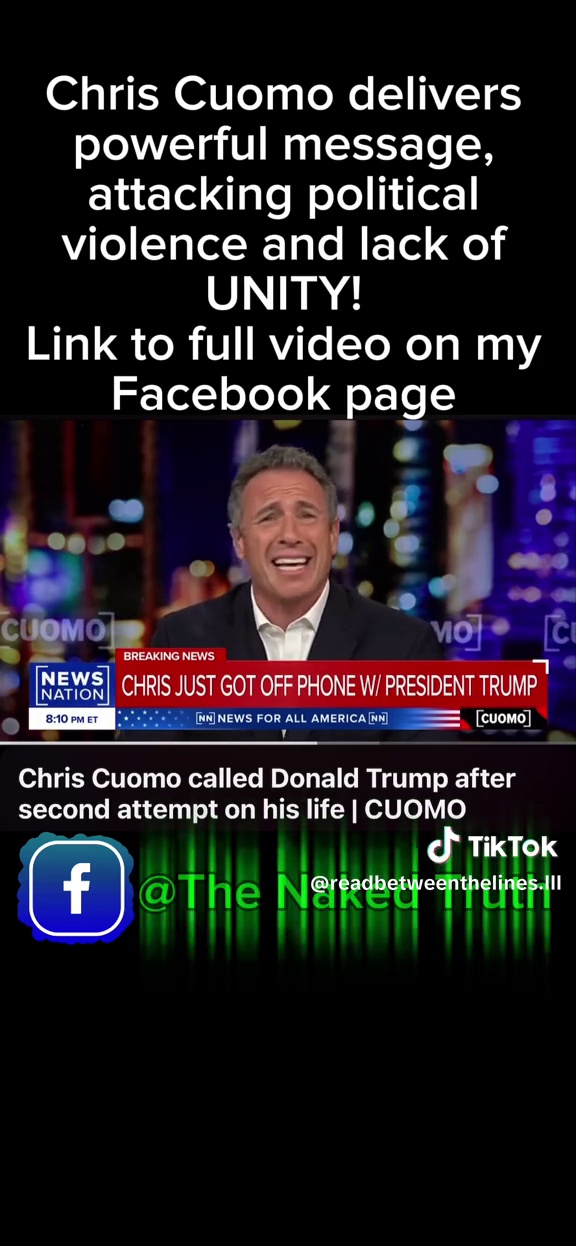 Chris Cuomo delivers
powerful message,
attacking political
violence and lack of
UNITY!
Link to full video on my
Facebook page
CUOMO]
MO]
[C
BREAKING NEWS
[NEWS
NATION]
CHRIS JUST GOT OFF PHONE W/ PRESIDENT TRUMP
8:10 PM ET
[NN] NEWS FOR ALL AMERICA [NN]
[CUOMO]
Chris Cuomo called Donald Trump after
second attempt on his life | CUOMO
TikTok
@readbetweenthelines.lll
f
@The Naked Truth